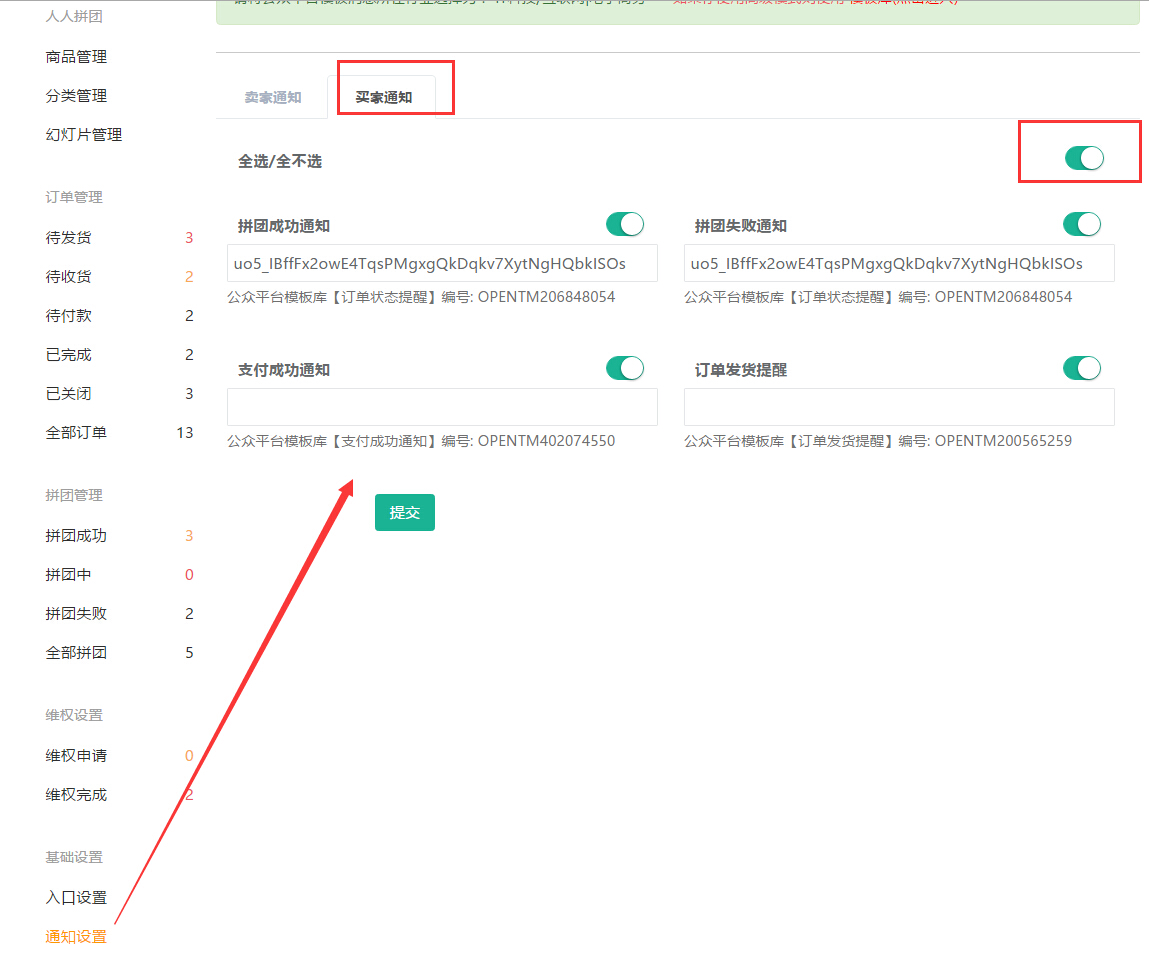 人人拼团
商品管理
分类管理
幻灯片管理
订单管理
待发货 3
待收货 2
待付款 2
已完成 2
已关闭 3
全部订单 13
拼团管理
拼团成功 3
拼团中 0
拼团失败 2
全部拼团 5
维权设置
维权申请 0
维权完成 2
基础设置
入口设置
通知设置
卖家通知 买家通知
全选/全不选
拼团成功通知
uo5_IBffFx2owE4TqsPMgxgQkDqkv7XytNgHQbkISOs
公众平台模板库【订单状态提醒】编号: OPENTM206848054
拼团失败通知
uo5_IBffFx2owE4TqsPMgxgQkDqkv7XytNgHQbkISOs
公众平台模板库【订单状态提醒】编号: OPENTM206848054
支付成功通知
公众平台模板库【支付成功通知】编号: OPENTM402074550
订单发货提醒
公众平台模板库【订单发货提醒】编号: OPENTM200565259
提交